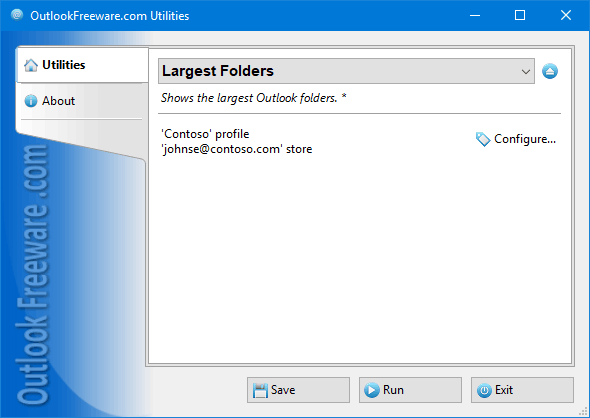 OutlookFreeware.com Utilities
Utilities
About
Largest Folders
Shows the largest Outlook folders. *
'Contoso' profile
'johnse@contoso.com' store
Configure...
Outlook Freeware .com
Save
Run
Exit